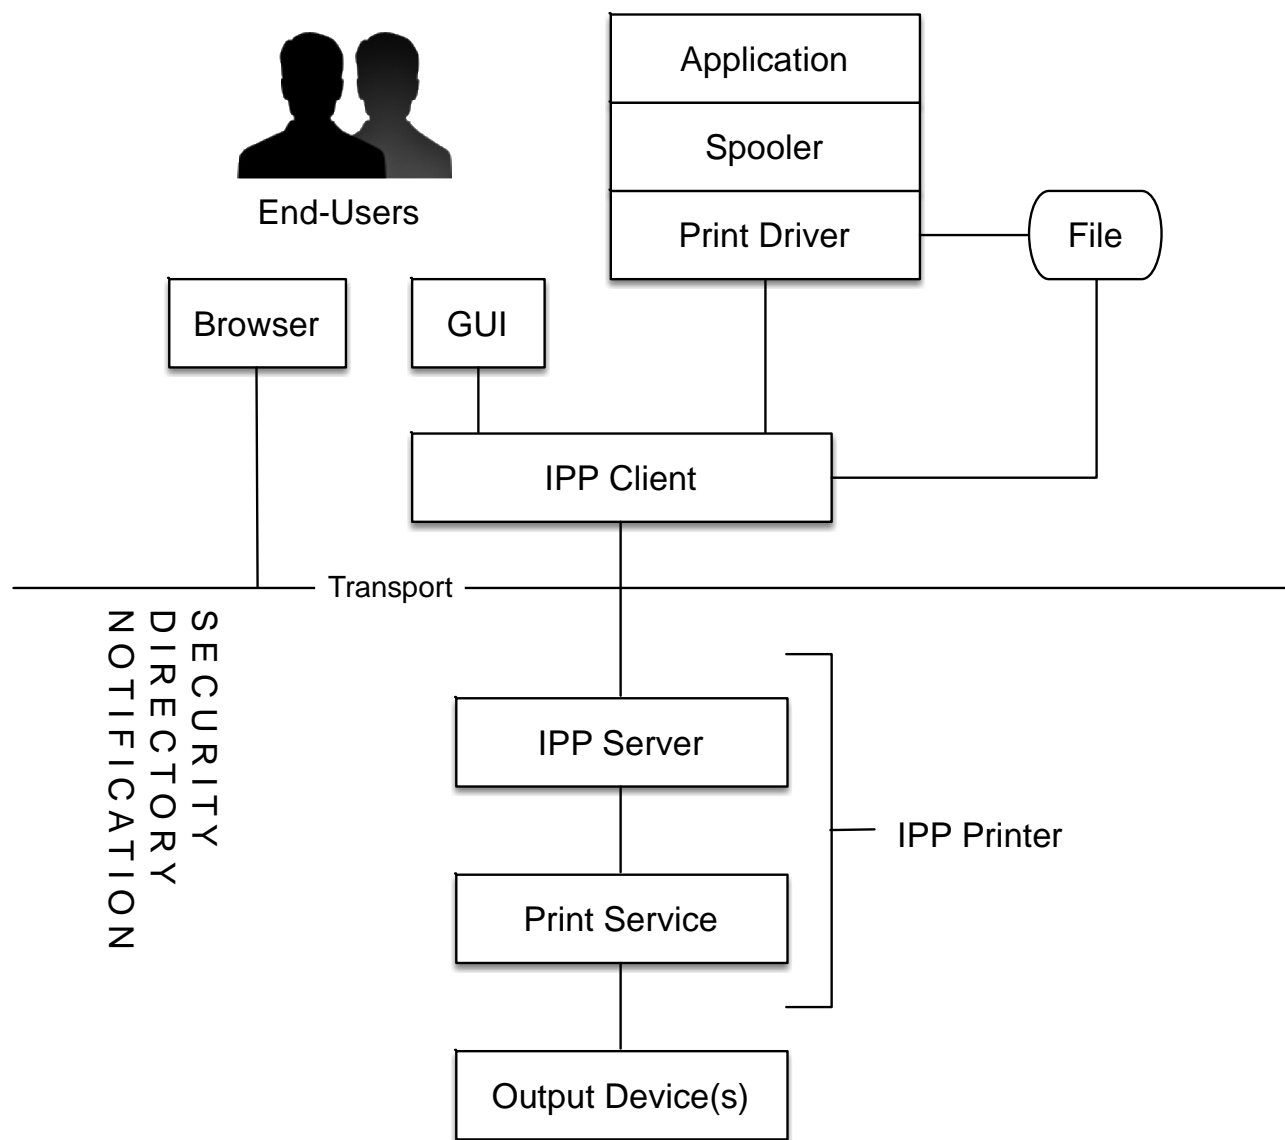 Application
Spooler
End-Users
Print Driver
File
Browser
GUI
IPP Client
Transport
SECURITY
DIRECTORY
NOTIFICATION
IPP Server
IPP Printer
Print Service
Output Device(s)